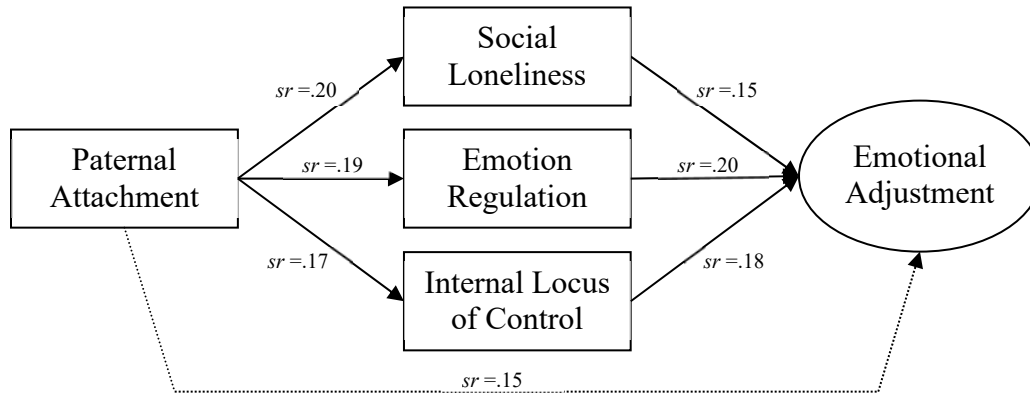 Social
Loneliness
sr =.20
sr =.15
Paternal
Attachment
sr =.19
Emotion
Regulation
sr =.20
Emotional
Adjustment
sr =.17
Internal Locus
of Control
sr =.18
sr =.15